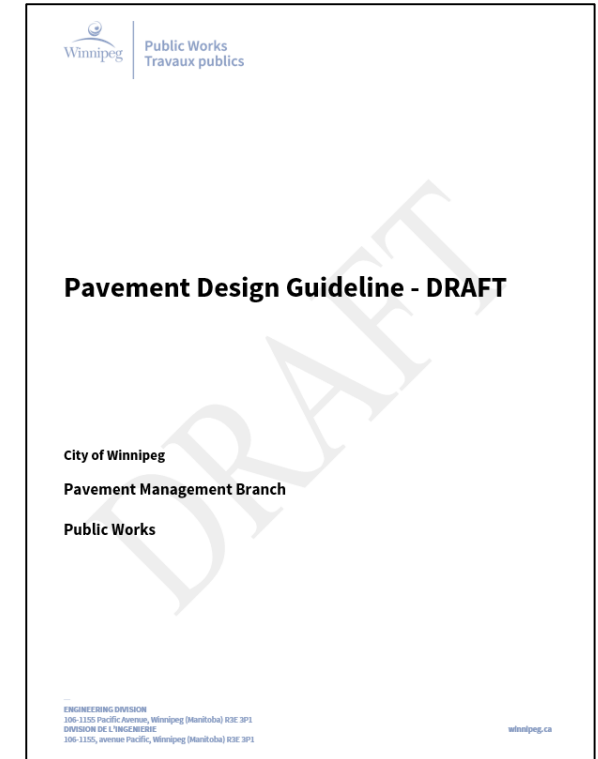 Winnipeg
Public Works
Travaux publics
Pavement Design Guideline - DRAFT
DRAFT
City of Winnipeg
Pavement Management Branch
Public Works
ENGINEERING DIVISION
106-1155 Pacific Avenue, Winnipeg (Manitoba) R3E 3P1
DIVISION DE L'INGENIERIE
106-1155, avenue Pacific, Winnipeg (Manitoba) R3E 3P1
winnipeg.ca